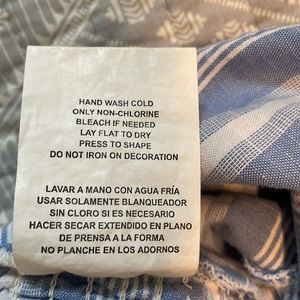 HAND WASH COLD
ONLY NON-CHLORINE
BLEACH IF NEEDED
LAY FLAT TO DRY
PRESS TO SHAPE
DO NOT IRON ON DECORATION
LAVAR A MANO CON AGUA FRÍA
USAR SOLAMENTE BLANQUEADOR
SIN CLORO SI ES NECESARIO
HACER SECAR EXTENDIDO EN PLANO
DE PRENSA A LA FORMA
NO PLANCHE EN LOS ADORNOS